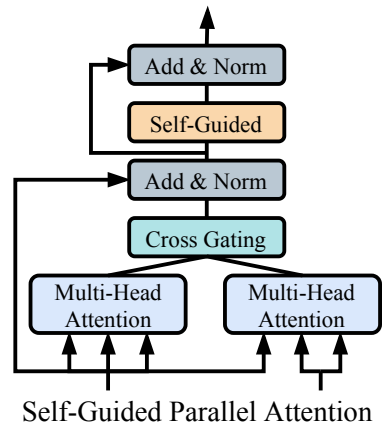 Add & Norm
Self-Guided
Add & Norm
Cross Gating
Multi-Head
Attention
Multi-Head
Attention
Self-Guided Parallel Attention